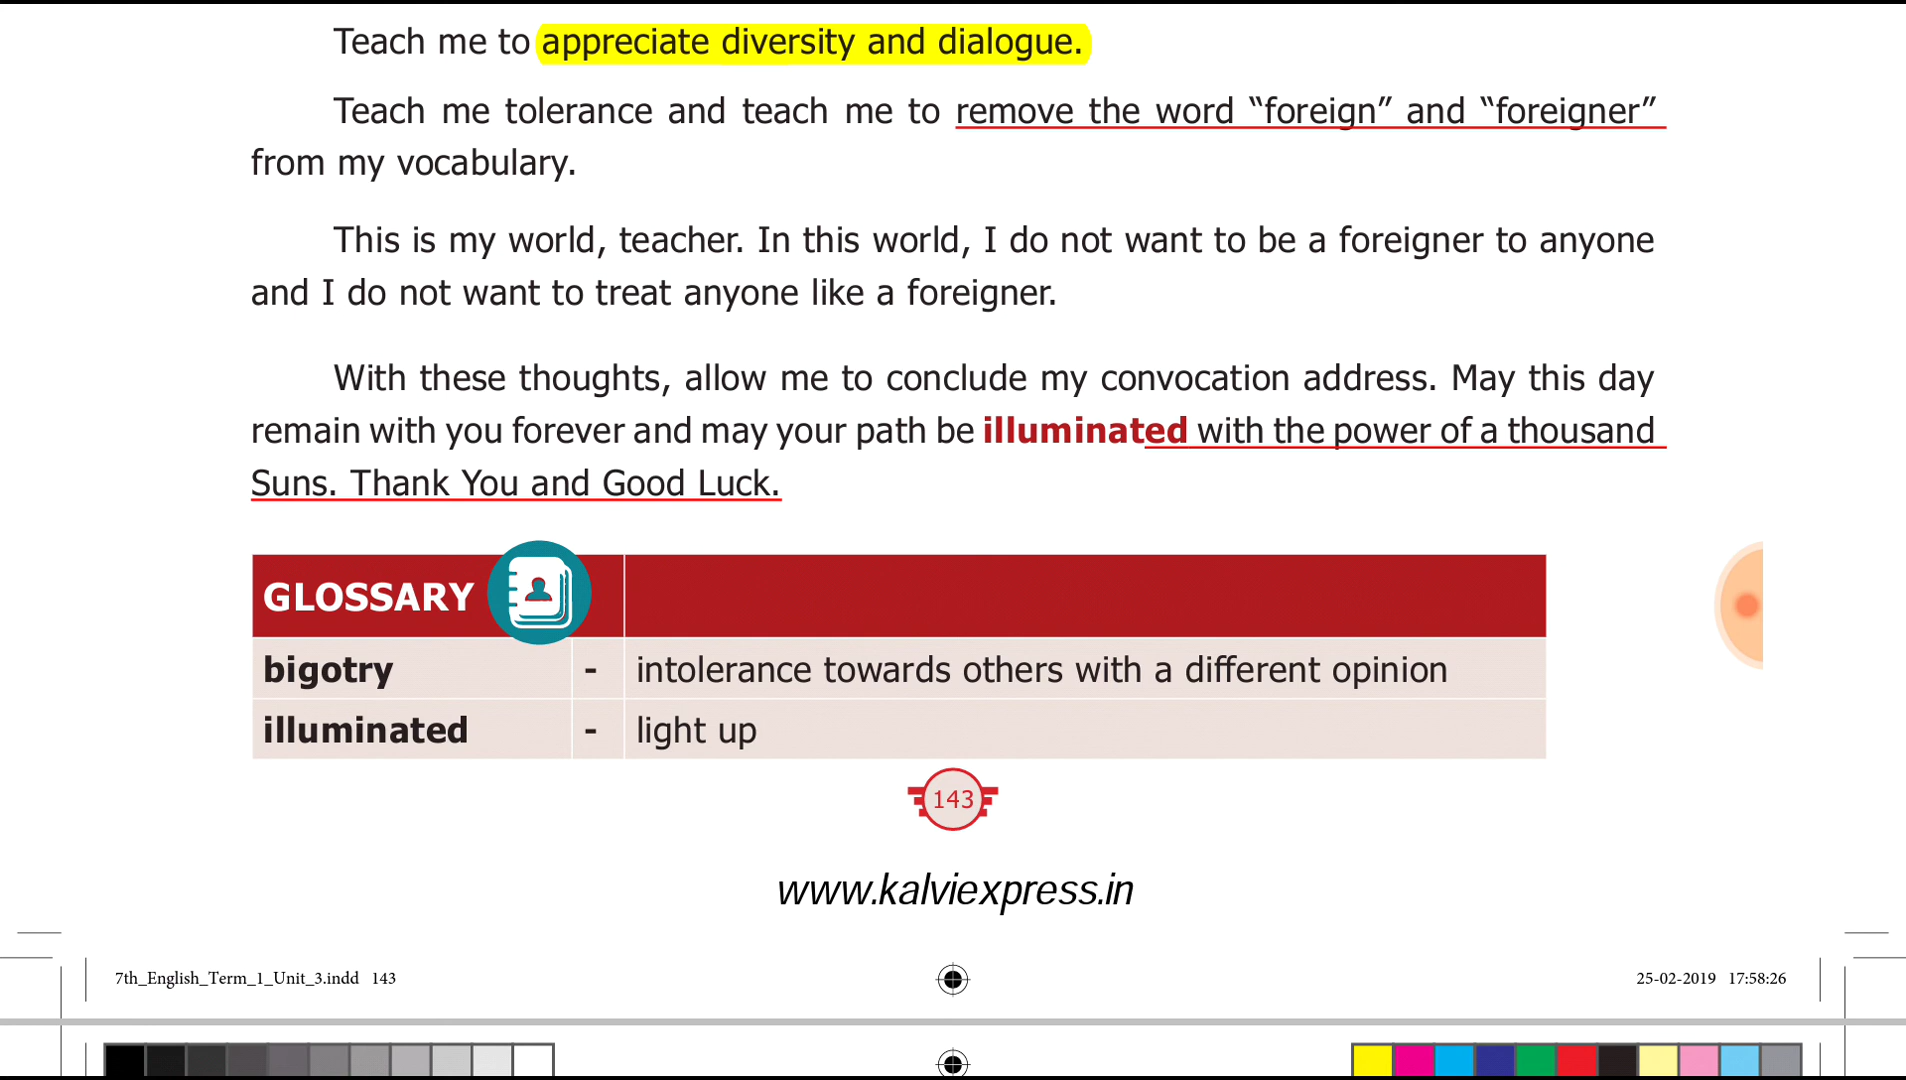 Teach me to appreciate diversity and dialogue.
Teach me tolerance and teach me to remove the word “foreign” and “foreigner”
from my vocabulary.
This is my world, teacher. In this world, I do not want to be a foreigner to anyone
and I do not want to treat anyone like a foreigner.
With these thoughts, allow me to conclude my convocation address. May this day
remain with you forever and may your path be illuminated with the power of a thousand
Suns. Thank You and Good Luck.
GLOSSARY
bigotry - intolerance towards others with a different opinion
illuminated - light up
143
www.kalviexpress.in
7th_English_Term_1_Unit_3.indd 143 25-02-2019 17:58:26